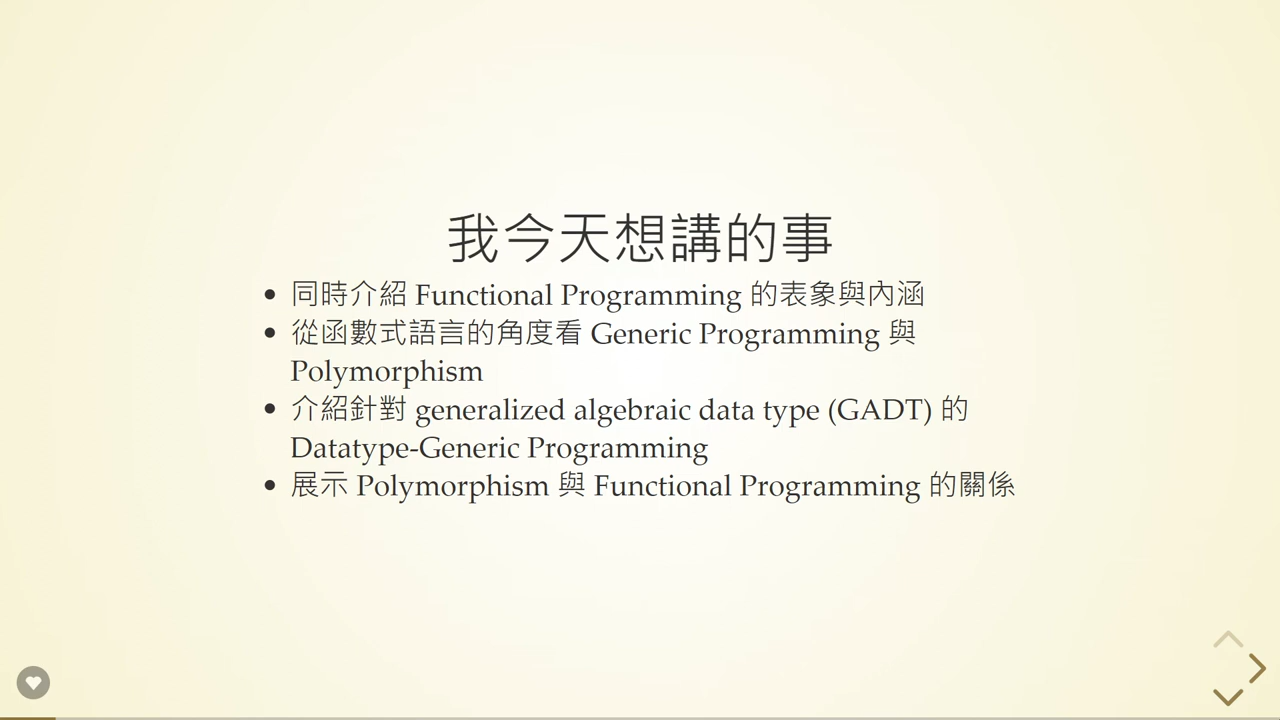 我今天想講的事
• 同時介紹 Functional Programming 的表象與內涵
• 從函數式語言的角度看 Generic Programming 與
Polymorphism
• 介紹針對 generalized algebraic data type (GADT) 的
Datatype-Generic Programming
• 展示 Polymorphism 與 Functional Programming 的關係